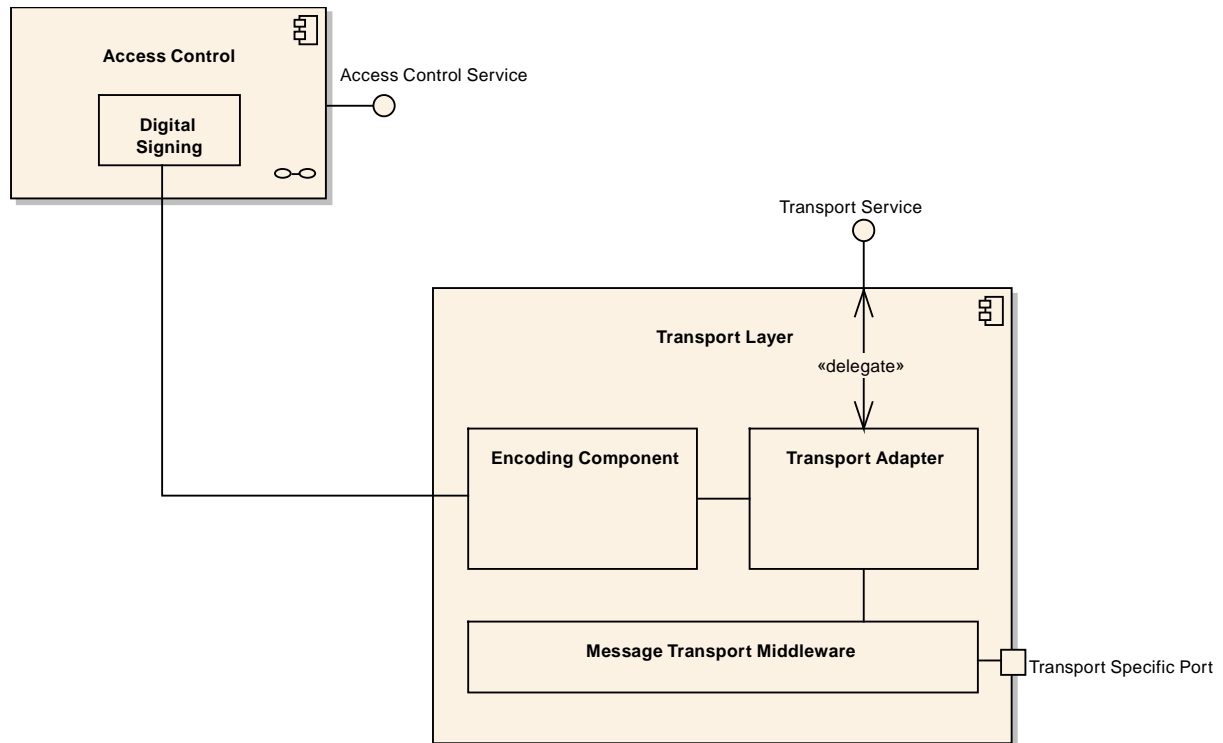 Access Control
Access Control Service
Digital
Signing
Transport Service
Transport Layer
«delegate»
Encoding Component
Transport Adapter
Message Transport Middleware
Transport Specific Port